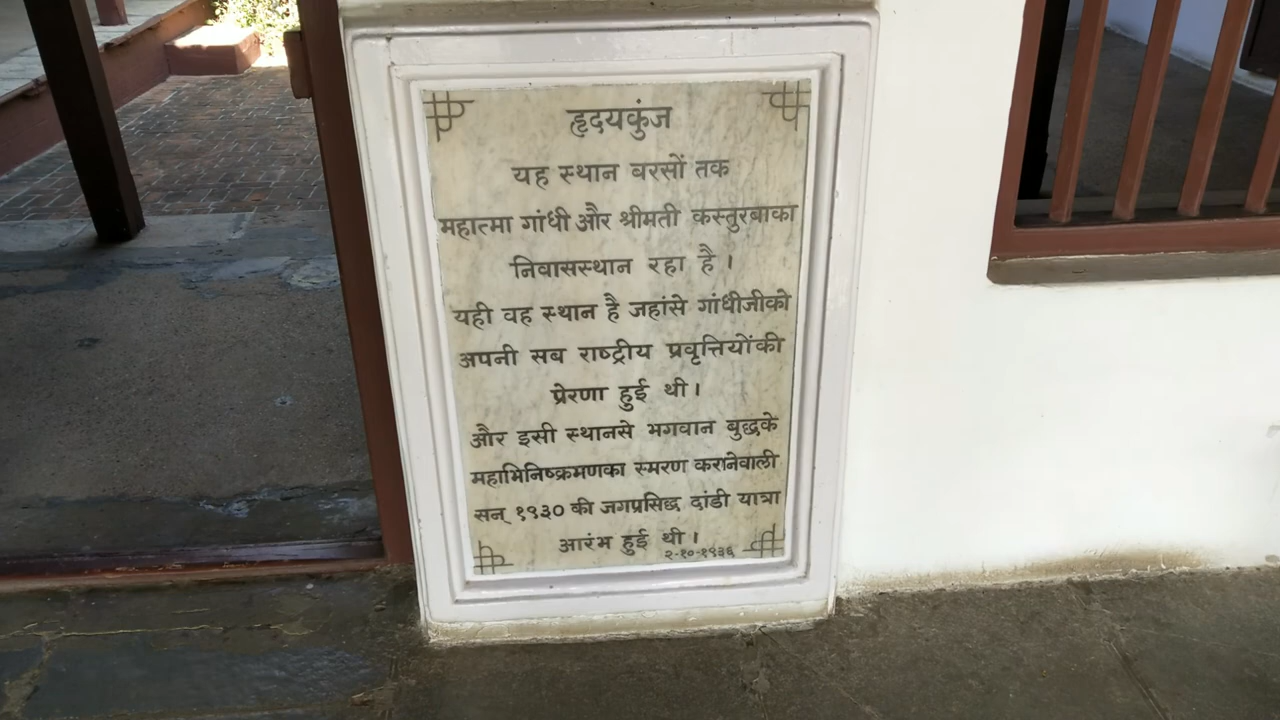 हृदयकुंज
यह स्थान बरसों तक
महात्मा गांधी और श्रीमती कस्तुरबाका
निवासस्थान रहा है।
यही वह स्थान है जहांसे गांधीजीको
अपनी सब राष्ट्रीय प्रवृत्तियोंकी
प्रेरणा हुई थी।
और इसी स्थानसे भगवान बुद्धके
महाभिनिष्क्रमणका स्मरण करानेवाली
सन् १९३० की जगप्रसिद्ध दांडी यात्रा
आरंभ हुई थी।
२-१०-१९३६